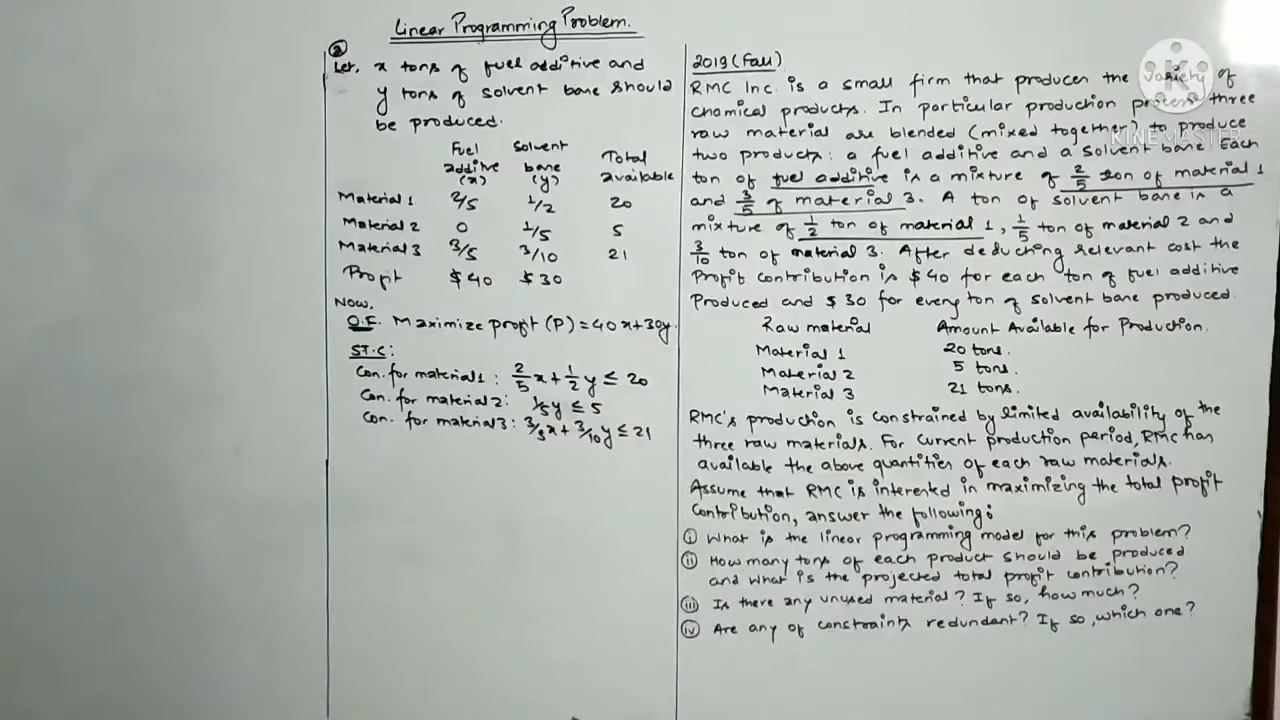 Linear Programming Problem.
②
Let, x tons of fuel additive and
y tons of solvent bane should
be produced.
Fuel additive (x) Solvent bane (y) Total available
Material 1 2/5 1/2 20
Material 2 0 1/5 5
Material 3 3/5 3/10 21
Profit $40 $30
Now,
O.F. Maximize profit (P) = 40x+30y.
ST.C:
Con. for material 1 : 2/5 x + 1/2 y ≤ 20
Con. for material 2: 1/5 y ≤ 5
Con. for material 3: 3/5 x + 3/10 y ≤ 21
2019 (Fall)
RMC Inc. is a small firm that producen the variety of
chemical products. In particular production process three
raw material are blended (mixed together) to produce
two products: a fuel additive and a solvent bane. Each
ton of fuel additive is a mixture of 2/5 ton of material 1
and 3/5 of material 3. A ton of solvent bane is a
mixture of 1/2 ton of material 1, 1/5 ton of material 2 and
3/10 ton of material 3. After deducting relevant cost the
Profit contribution is $40 for each ton of fuel additive
Produced and $30 for every ton of solvent bane produced.
Raw material Amount Available for Production.
Material 1 20 tons.
Material 2 5 tons.
Material 3 21 tons.
RMC's production is constrained by limited availability of the
three raw materials. For current production period, RMC has
available the above quantities of each raw materials.
Assume that RMC is interested in maximizing the total profit
contribution, answer the following:
(i) What is the linear programming model for this problem?
(ii) How many tons of each product should be produced
and what is the projected total profit contribution?
(iii) Is there any unused material? If so, how much?
(iv) Are any of constraints redundant? If so, which one?
K
KINEMASTER